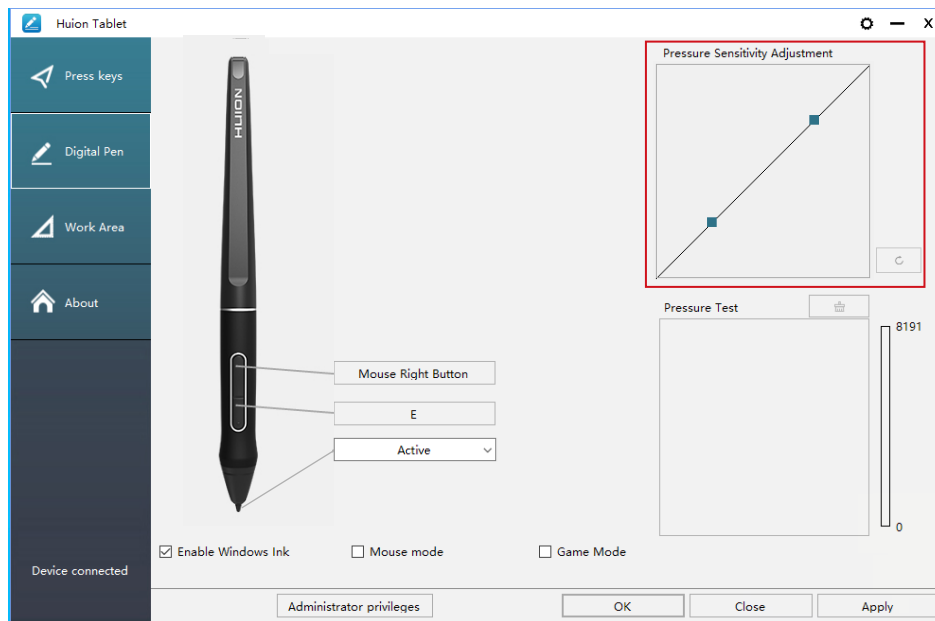 Huion Tablet
Press keys
Digital Pen
Work Area
About
Device connected
HUION
Mouse Right Button
E
Active
Pressure Sensitivity Adjustment
Pressure Test
8191
0
Enable Windows Ink
Mouse mode
Game Mode
Administrator privileges
OK
Close
Apply